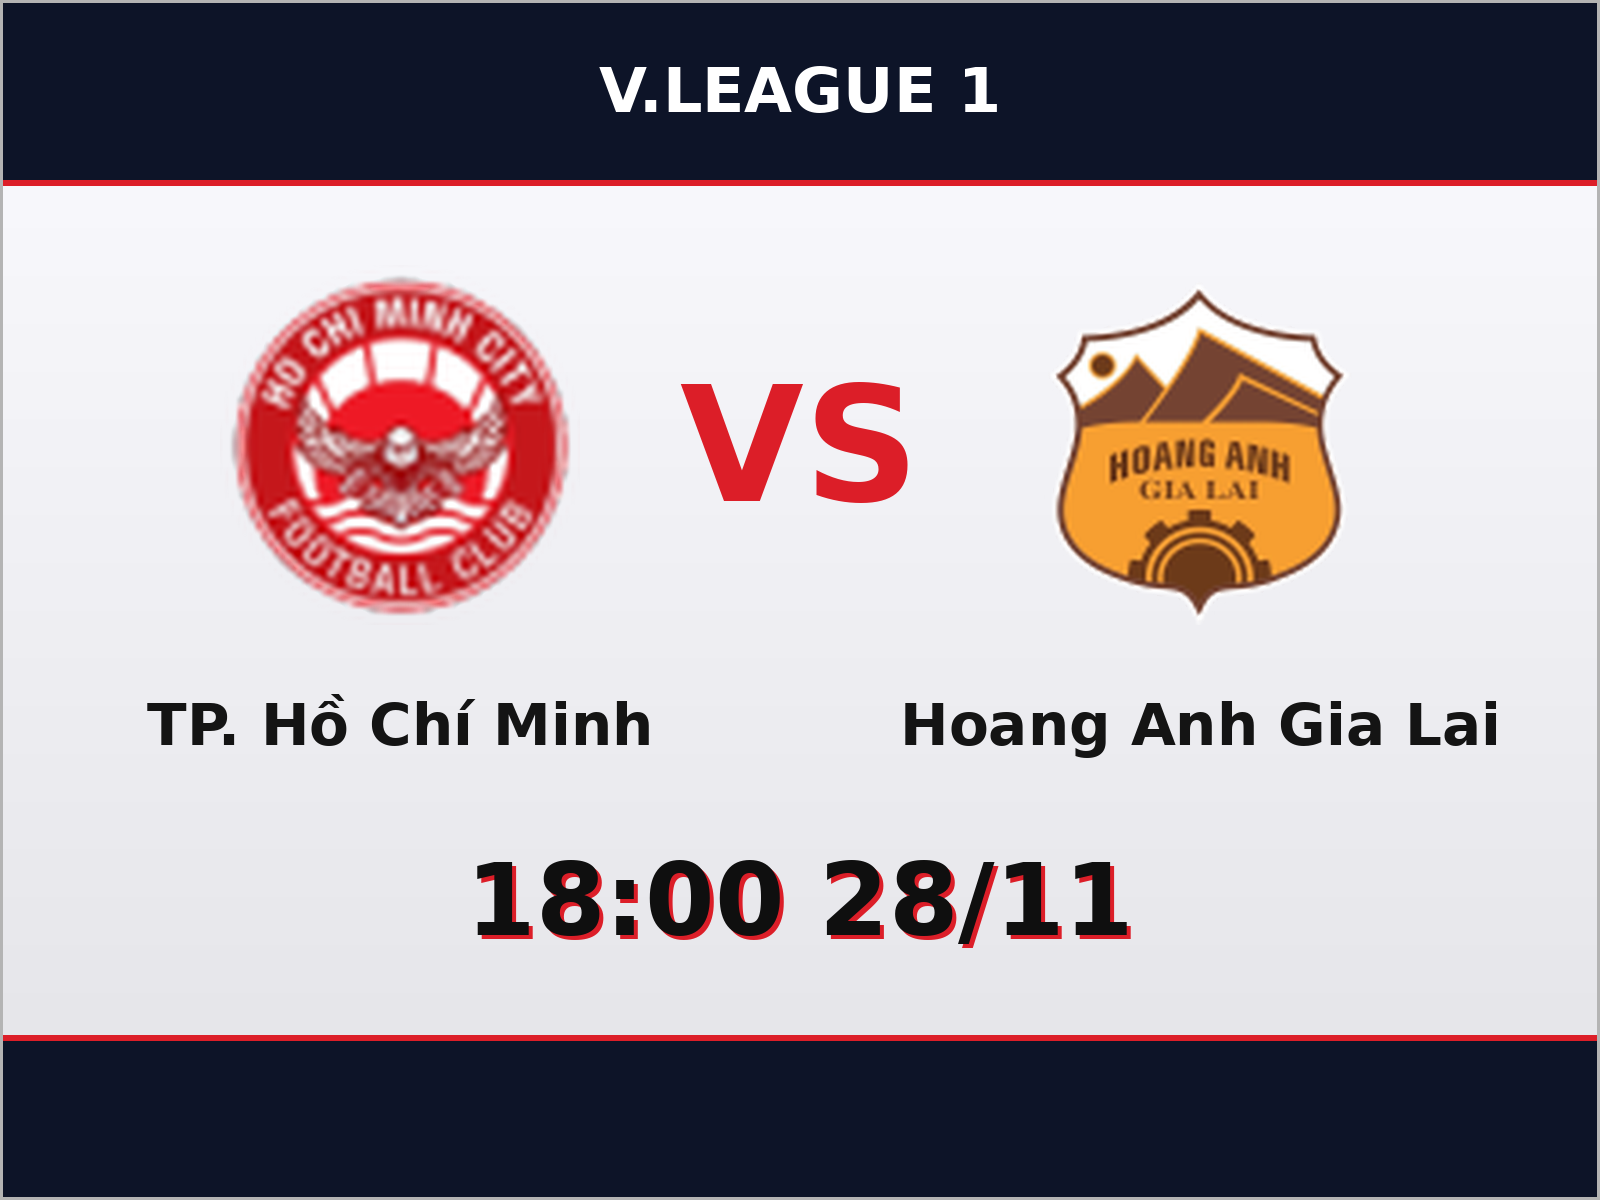 V.LEAGUE 1
HO CHI MINH CITY
FOOTBALL CLUB
VS
HOANG ANH
GIA LAI
TP. Hồ Chí Minh
Hoang Anh Gia Lai
18:00 28/11